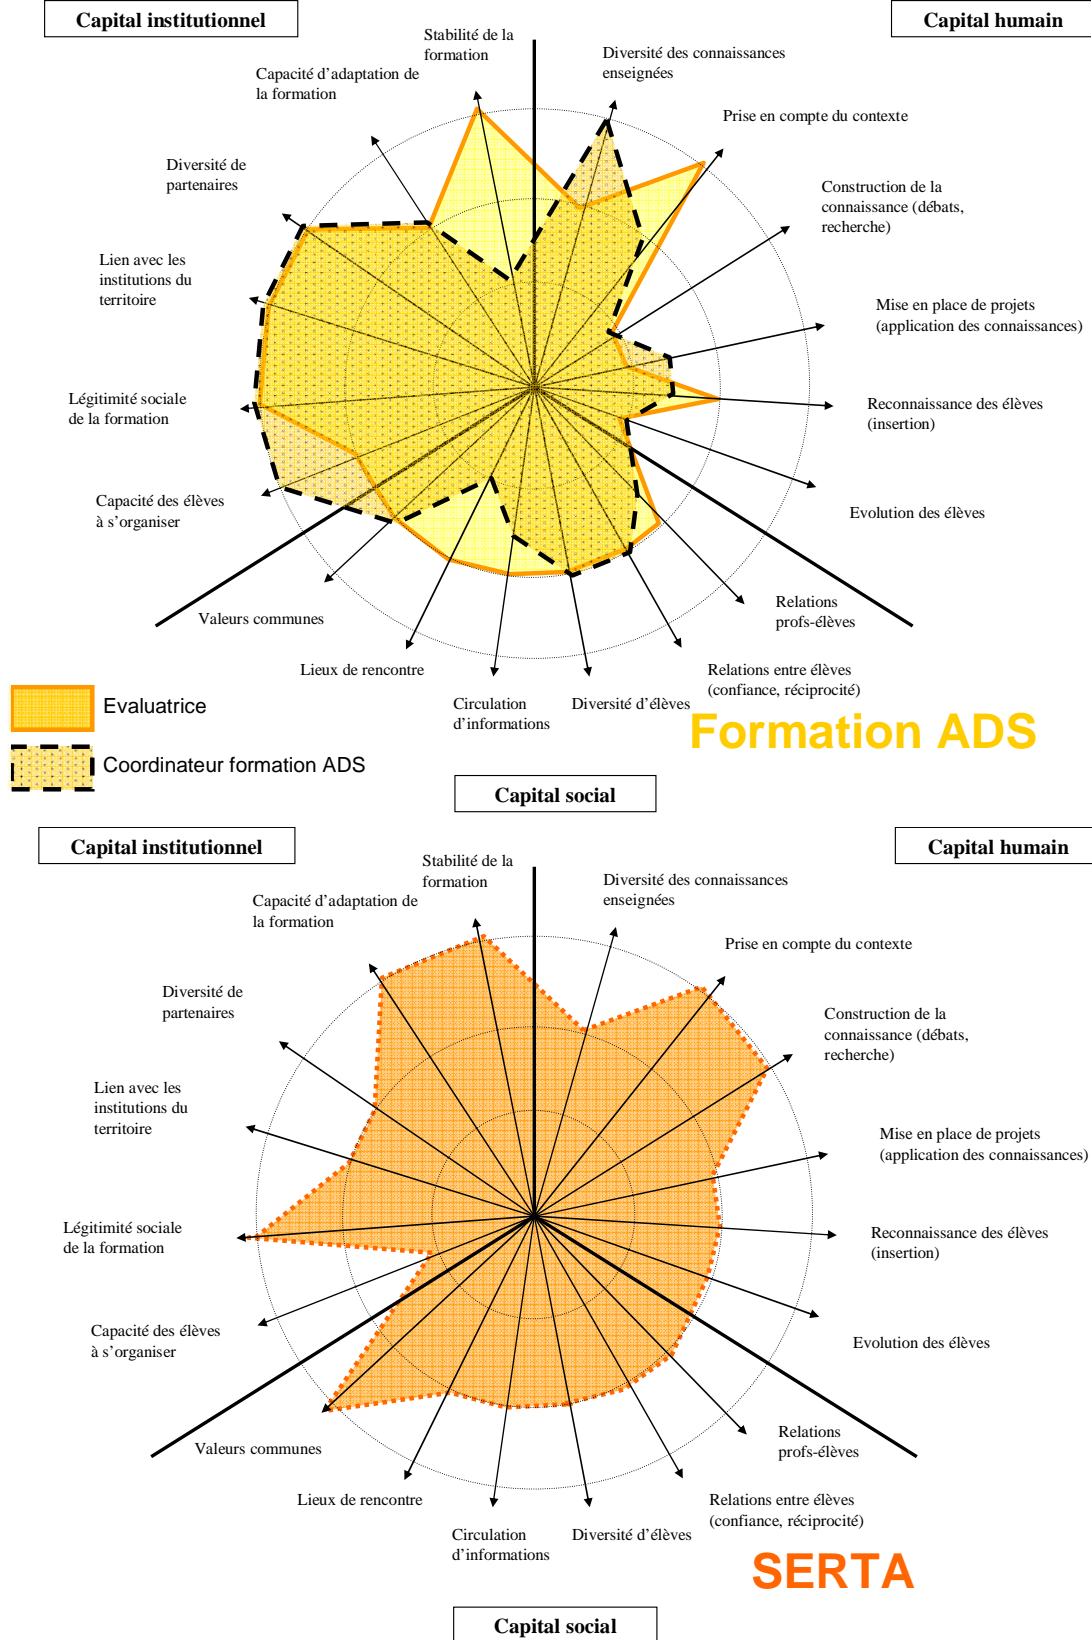 Capital institutionnel
Capital humain
Stabilité de la
formation
Diversité des connaissances
enseignées
Capacité d’adaptation de
la formation
Prise en compte du contexte
Diversité de
partenaires
Construction de la
connaissance (débats,
recherche)
Lien avec les
institutions du
territoire
Mise en place de projets
(application des connaissances)
Légitimité sociale
de la formation
Reconnaissance des élèves
(insertion)
Capacité des élèves
à s’organiser
Evolution des élèves
Valeurs communes
Relations
profs-élèves
Lieux de rencontre
Relations entre élèves
(confiance, réciprocité)
Circulation
d’informations
Diversité d’élèves
Evaluatrice
Coordinateur formation ADS
Formation ADS
Capital social
Capital institutionnel
Capital humain
Stabilité de la
formation
Diversité des connaissances
enseignées
Capacité d’adaptation de
la formation
Prise en compte du contexte
Diversité de
partenaires
Construction de la
connaissance (débats,
recherche)
Lien avec les
institutions du
territoire
Mise en place de projets
(application des connaissances)
Légitimité sociale
de la formation
Reconnaissance des élèves
(insertion)
Capacité des élèves
à s’organiser
Evolution des élèves
Valeurs communes
Relations
profs-élèves
Lieux de rencontre
Relations entre élèves
(confiance, réciprocité)
Circulation
d’informations
Diversité d’élèves
SERTA
Capital social